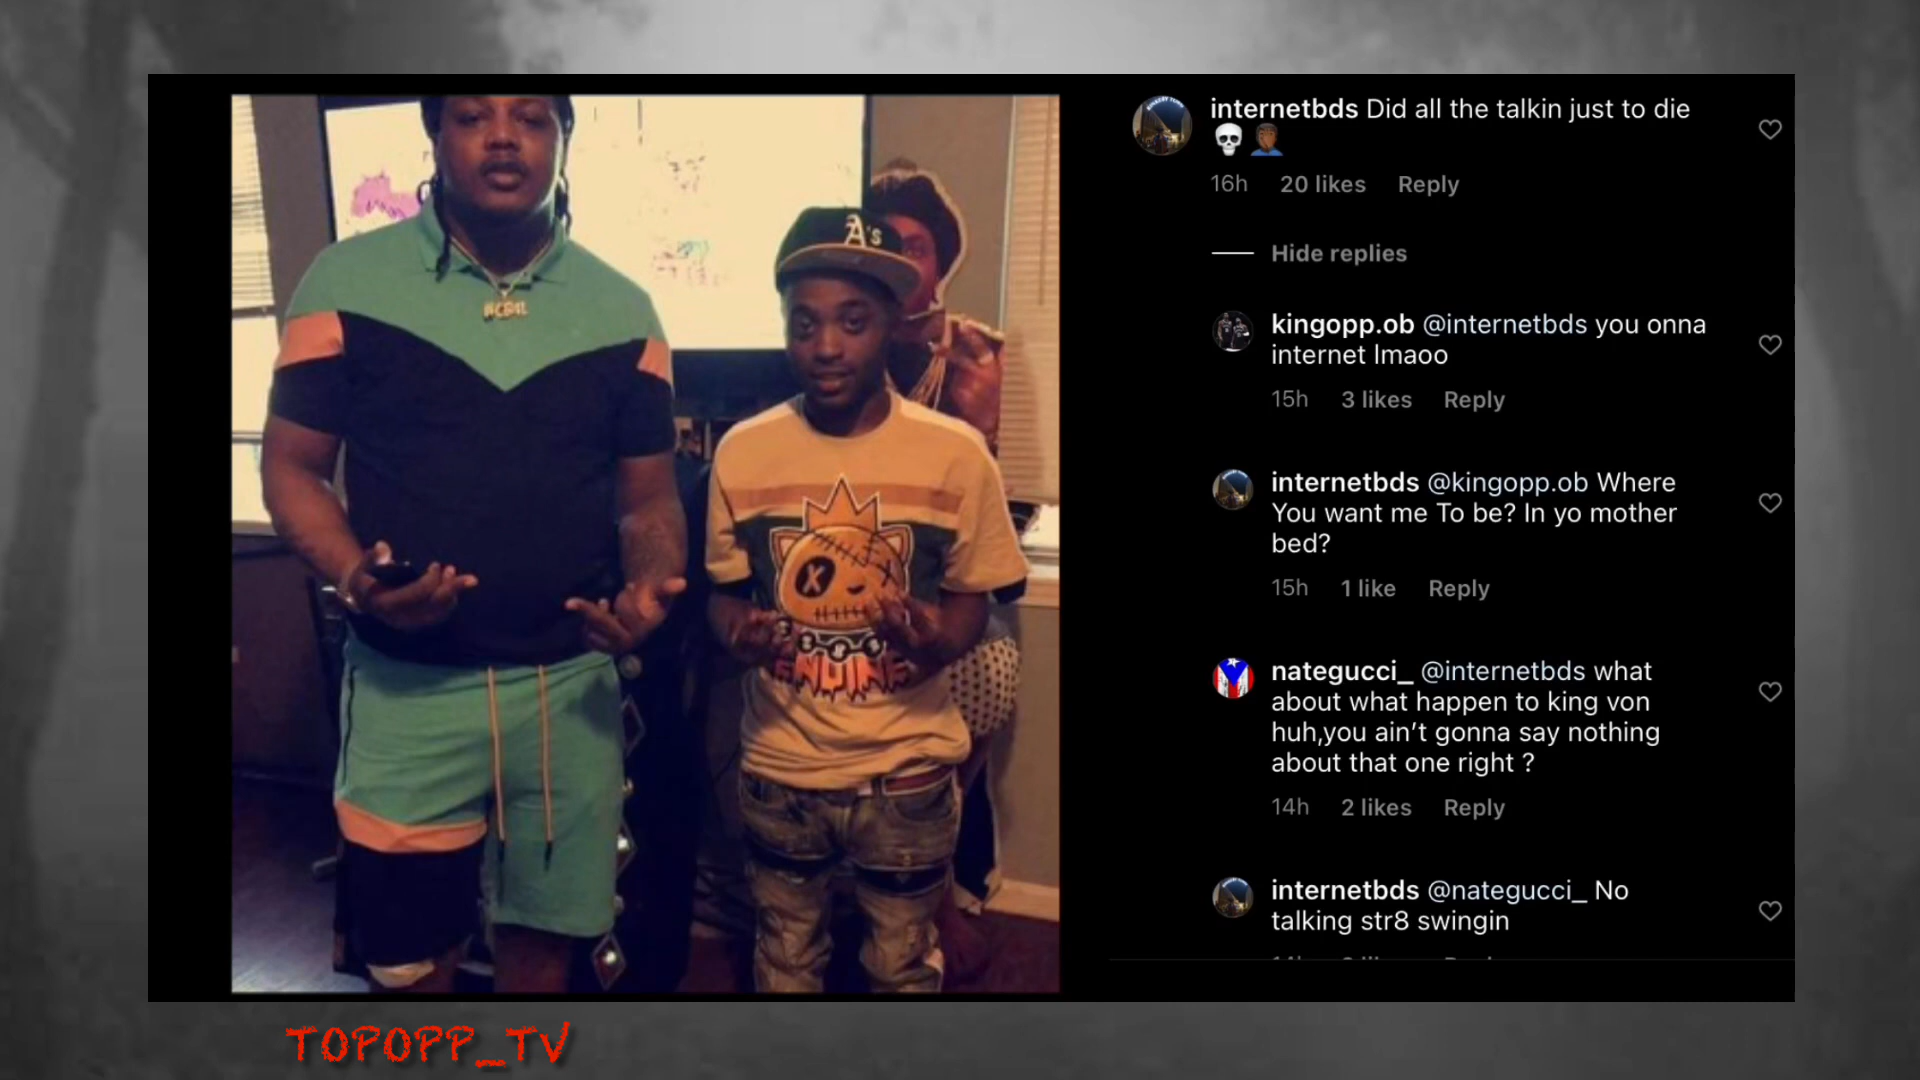 A's
internetbds Did all the talkin just to die
💀🤦🏾‍♂️
16h 20 likes Reply
Hide replies
kingopp.ob @internetbds you onna
internet lmaoo
15h 3 likes Reply
internetbds @kingopp.ob Where
You want me To be? In yo mother
bed?
15h 1 like Reply
nategucci_ @internetbds what
about what happen to king von
huh,you ain't gonna say nothing
about that one right ?
14h 2 likes Reply
internetbds @nategucci_ No
talking str8 swingin
TOPOPP_TV